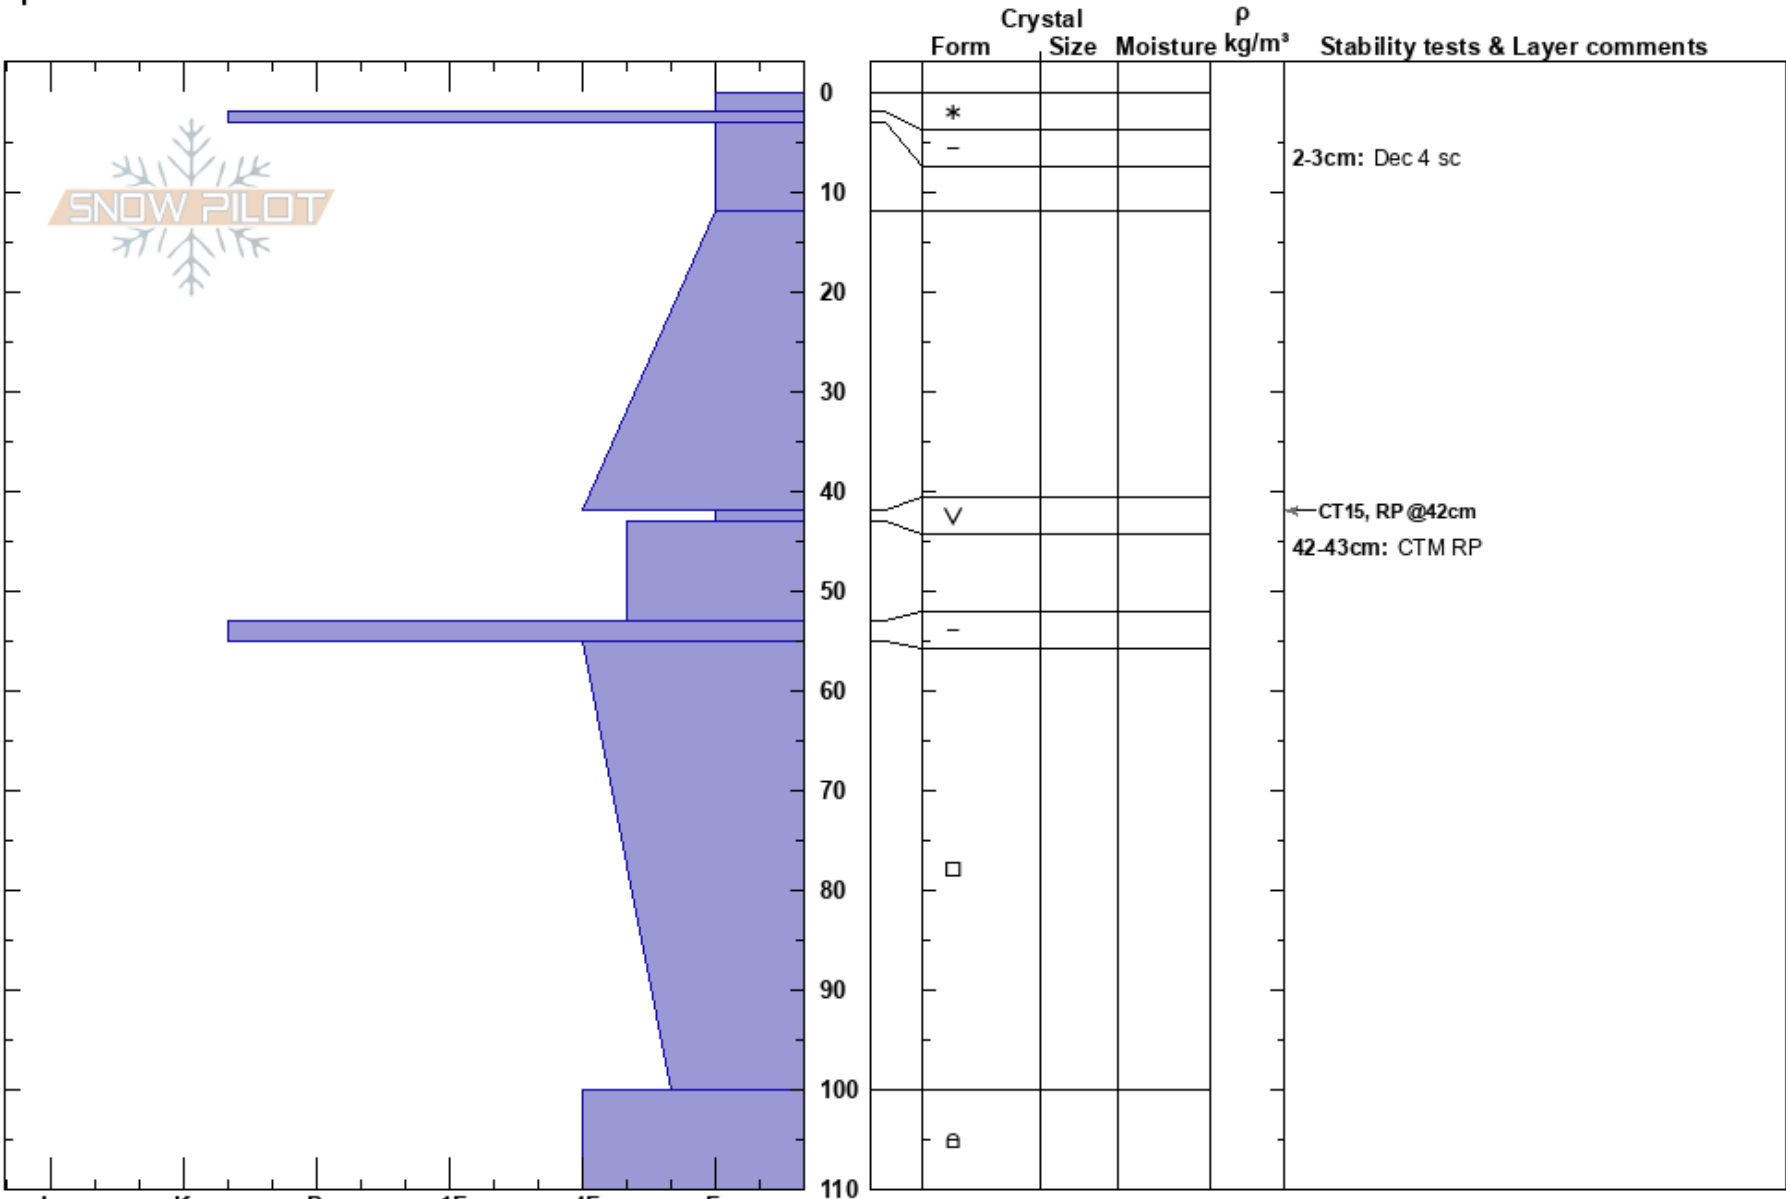 Crystal
ρ
Form Size Moisture kg/m³ Stability tests & Layer comments
0
2-3cm: Dec 4 sc
10
SNOW PILOT
20
30
40
CT15, RP @42cm
42-43cm: CTM RP
50
60
70
80
90
100
110